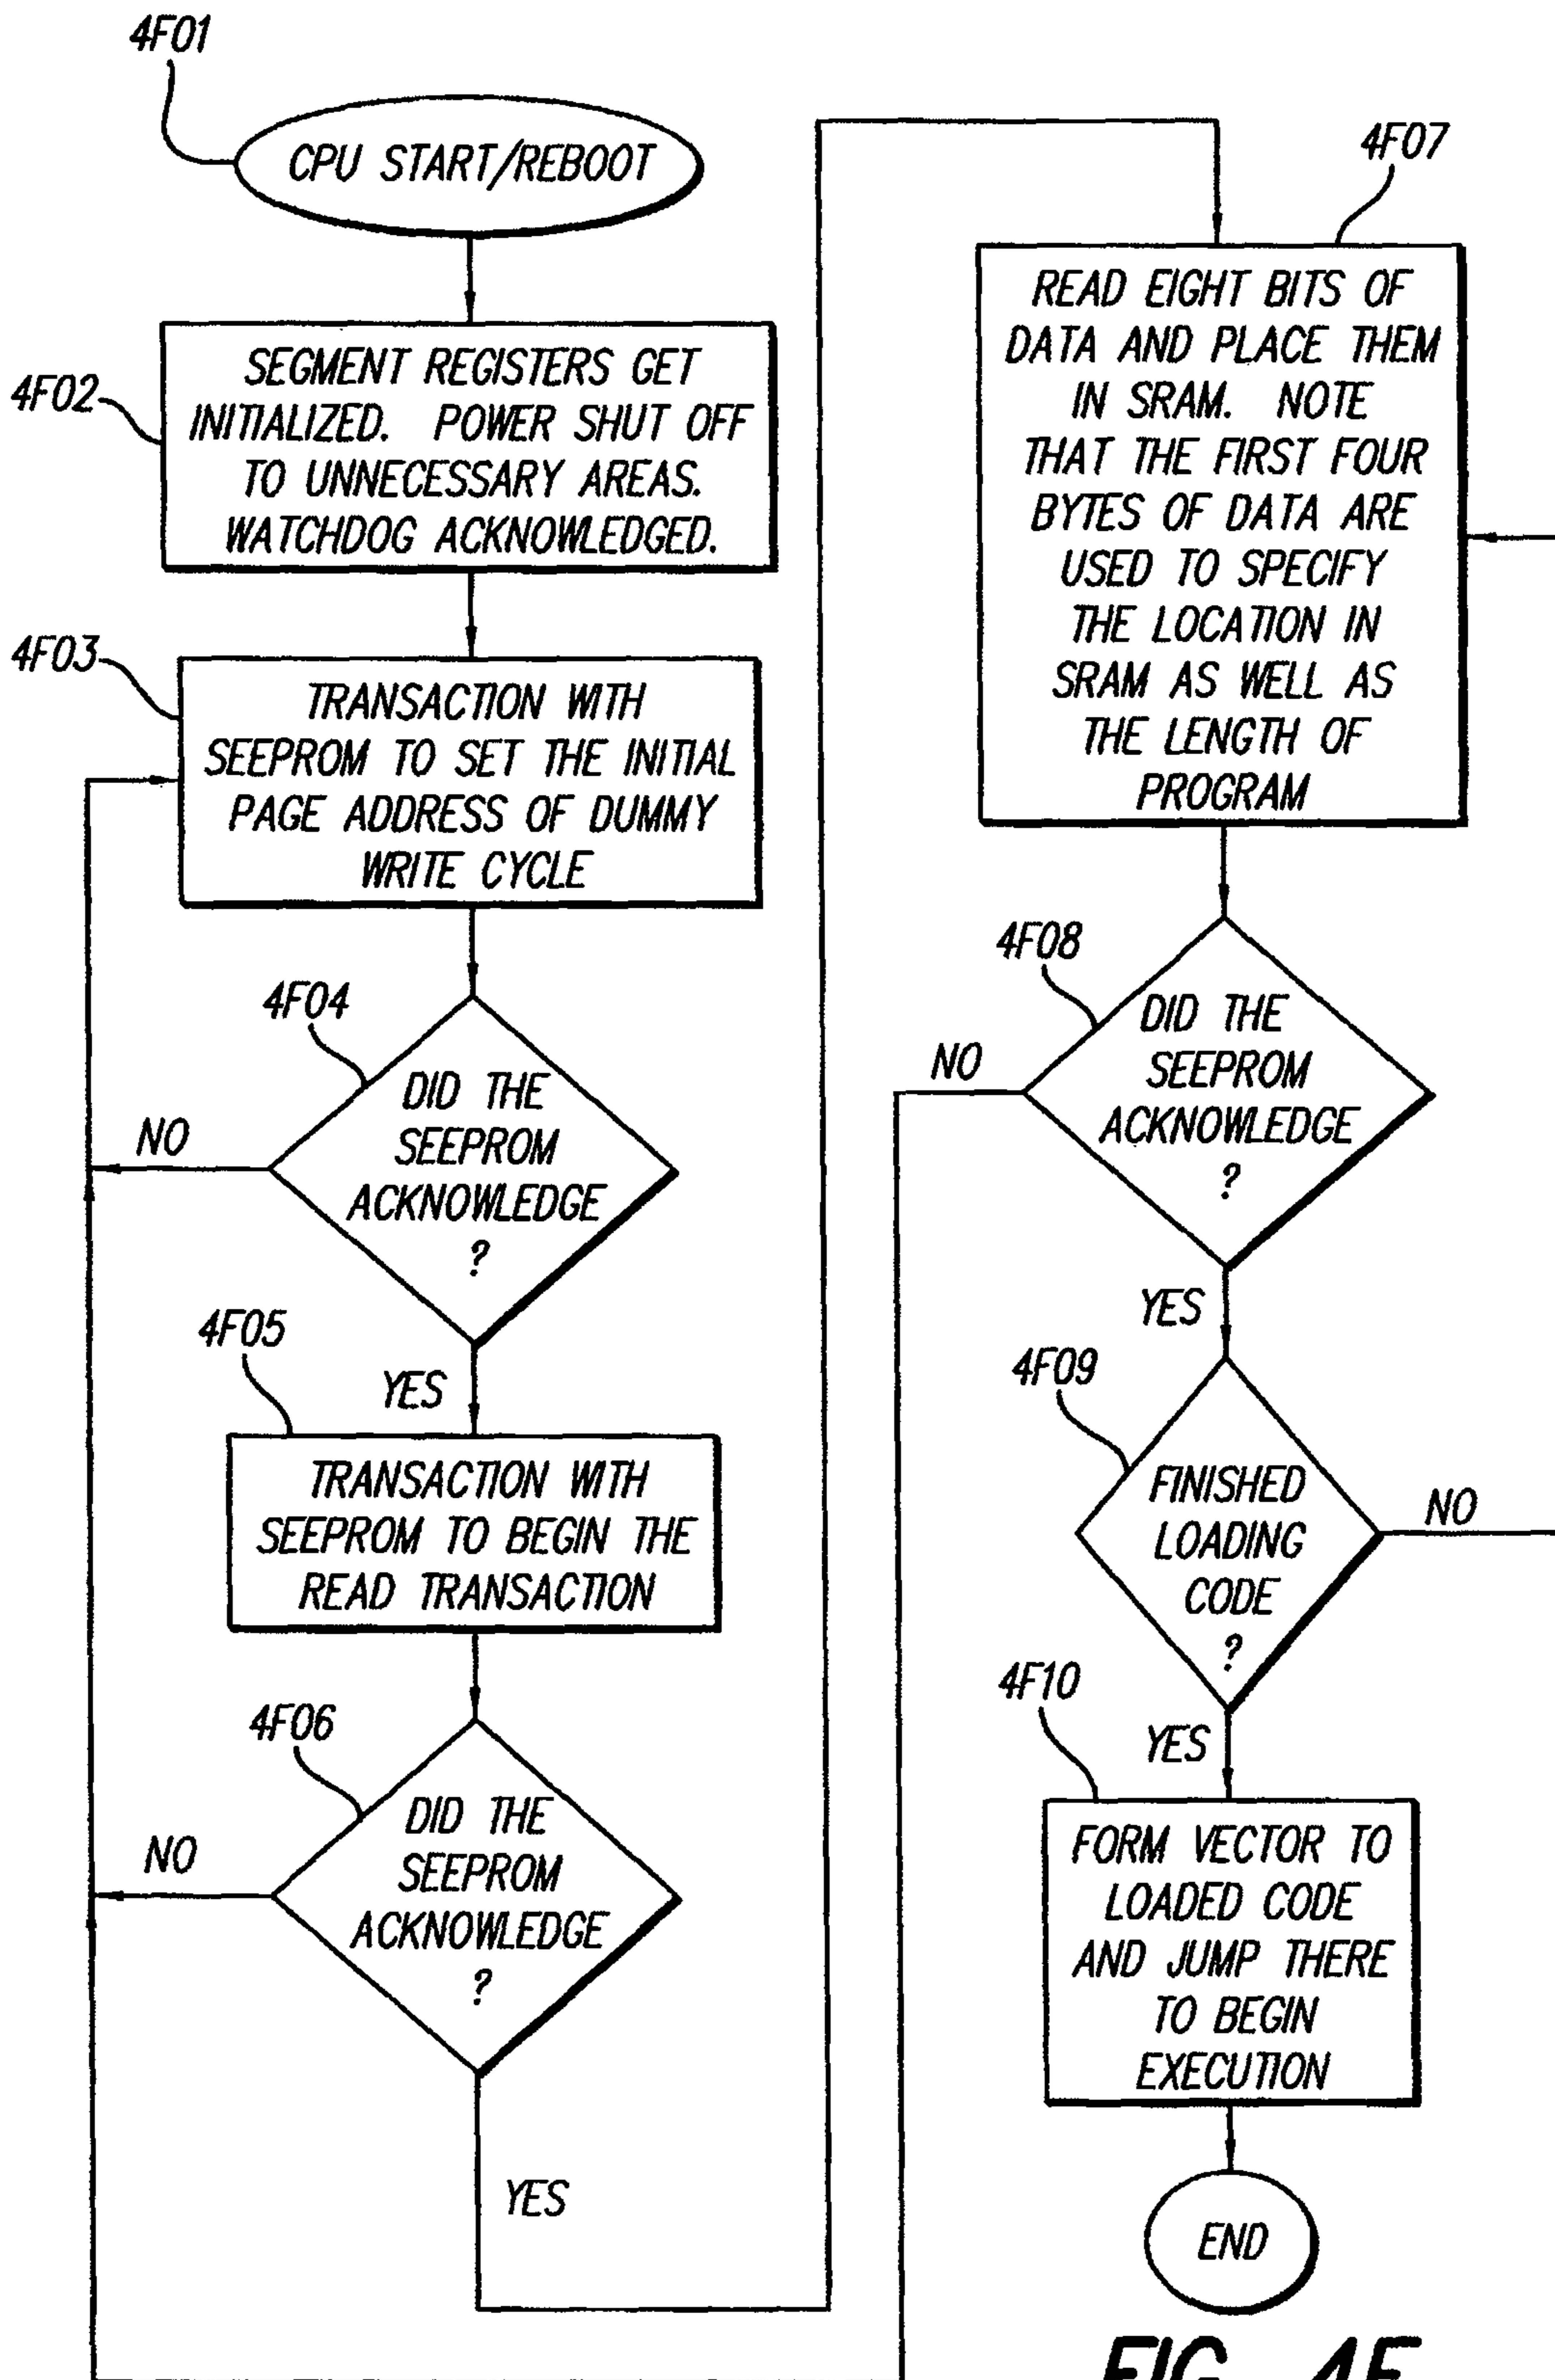 4F01
CPU START/REBOOT
4F02
SEGMENT REGISTERS GET
INITIALIZED. POWER SHUT OFF
TO UNNECESSARY AREAS.
WATCHDOG ACKNOWLEDGED.
4F03
TRANSACTION WITH
SEEPROM TO SET THE INITIAL
PAGE ADDRESS OF DUMMY
WRITE CYCLE
4F04
DID THE
SEEPROM
ACKNOWLEDGE
?
NO
YES
4F05
TRANSACTION WITH
SEEPROM TO BEGIN THE
READ TRANSACTION
4F06
DID THE
SEEPROM
ACKNOWLEDGE
?
NO
YES
4F07
READ EIGHT BITS OF
DATA AND PLACE THEM
IN SRAM. NOTE
THAT THE FIRST FOUR
BYTES OF DATA ARE
USED TO SPECIFY
THE LOCATION IN
SRAM AS WELL AS
THE LENGTH OF
PROGRAM
4F08
DID THE
SEEPROM
ACKNOWLEDGE
?
NO
YES
4F09
FINISHED
LOADING
CODE
?
NO
YES
4F10
FORM VECTOR TO
LOADED CODE
AND JUMP THERE
TO BEGIN
EXECUTION
END